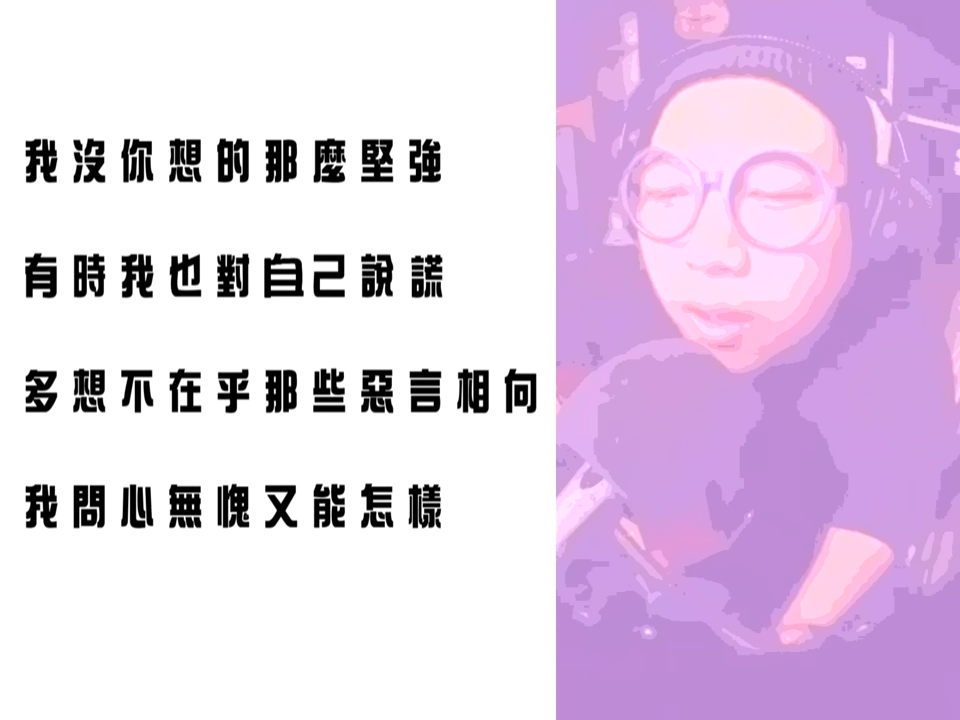 我沒你想的那麼堅強
有時我也對自己說謊
多想不在乎那些惡言相向
我問心無愧又能怎樣